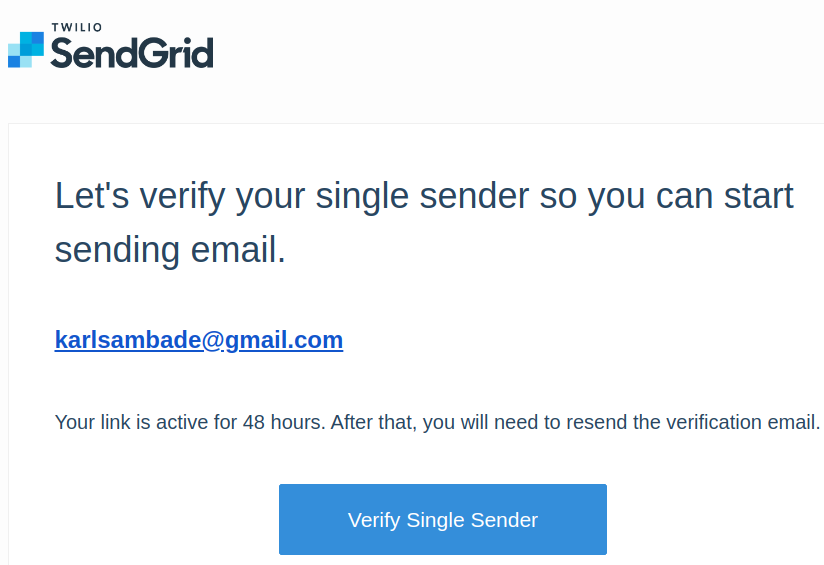 TWILIO
SendGrid
Let's verify your single sender so you can start
sending email.
karlsambade@gmail.com
Your link is active for 48 hours. After that, you will need to resend the verification email.
Verify Single Sender